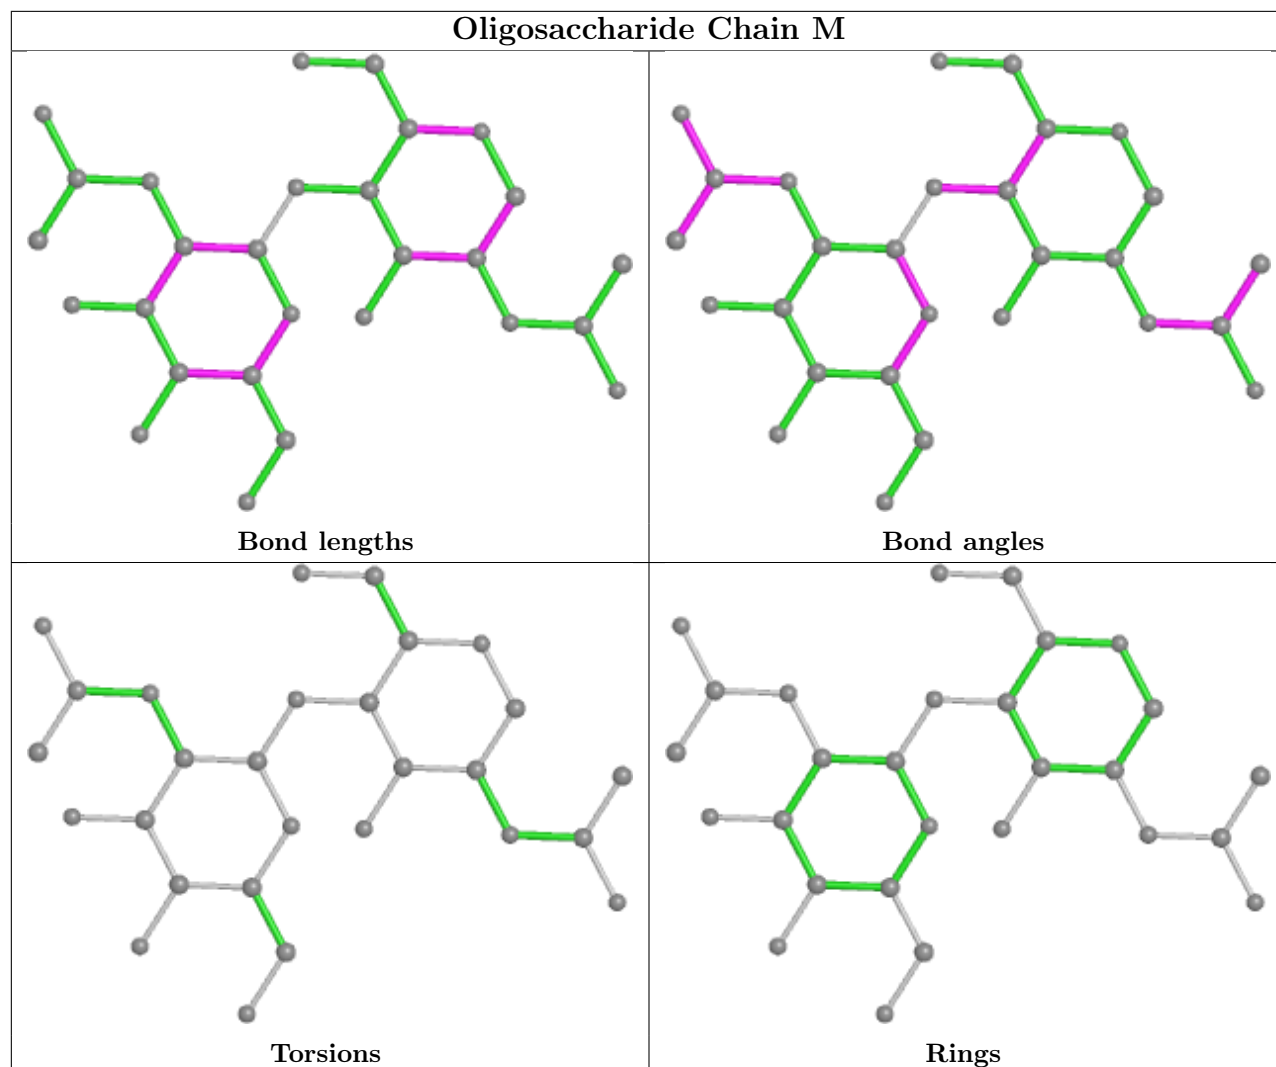 Oligosaccharide Chain M
Bond lengths
Bond angles
Torsions
Rings